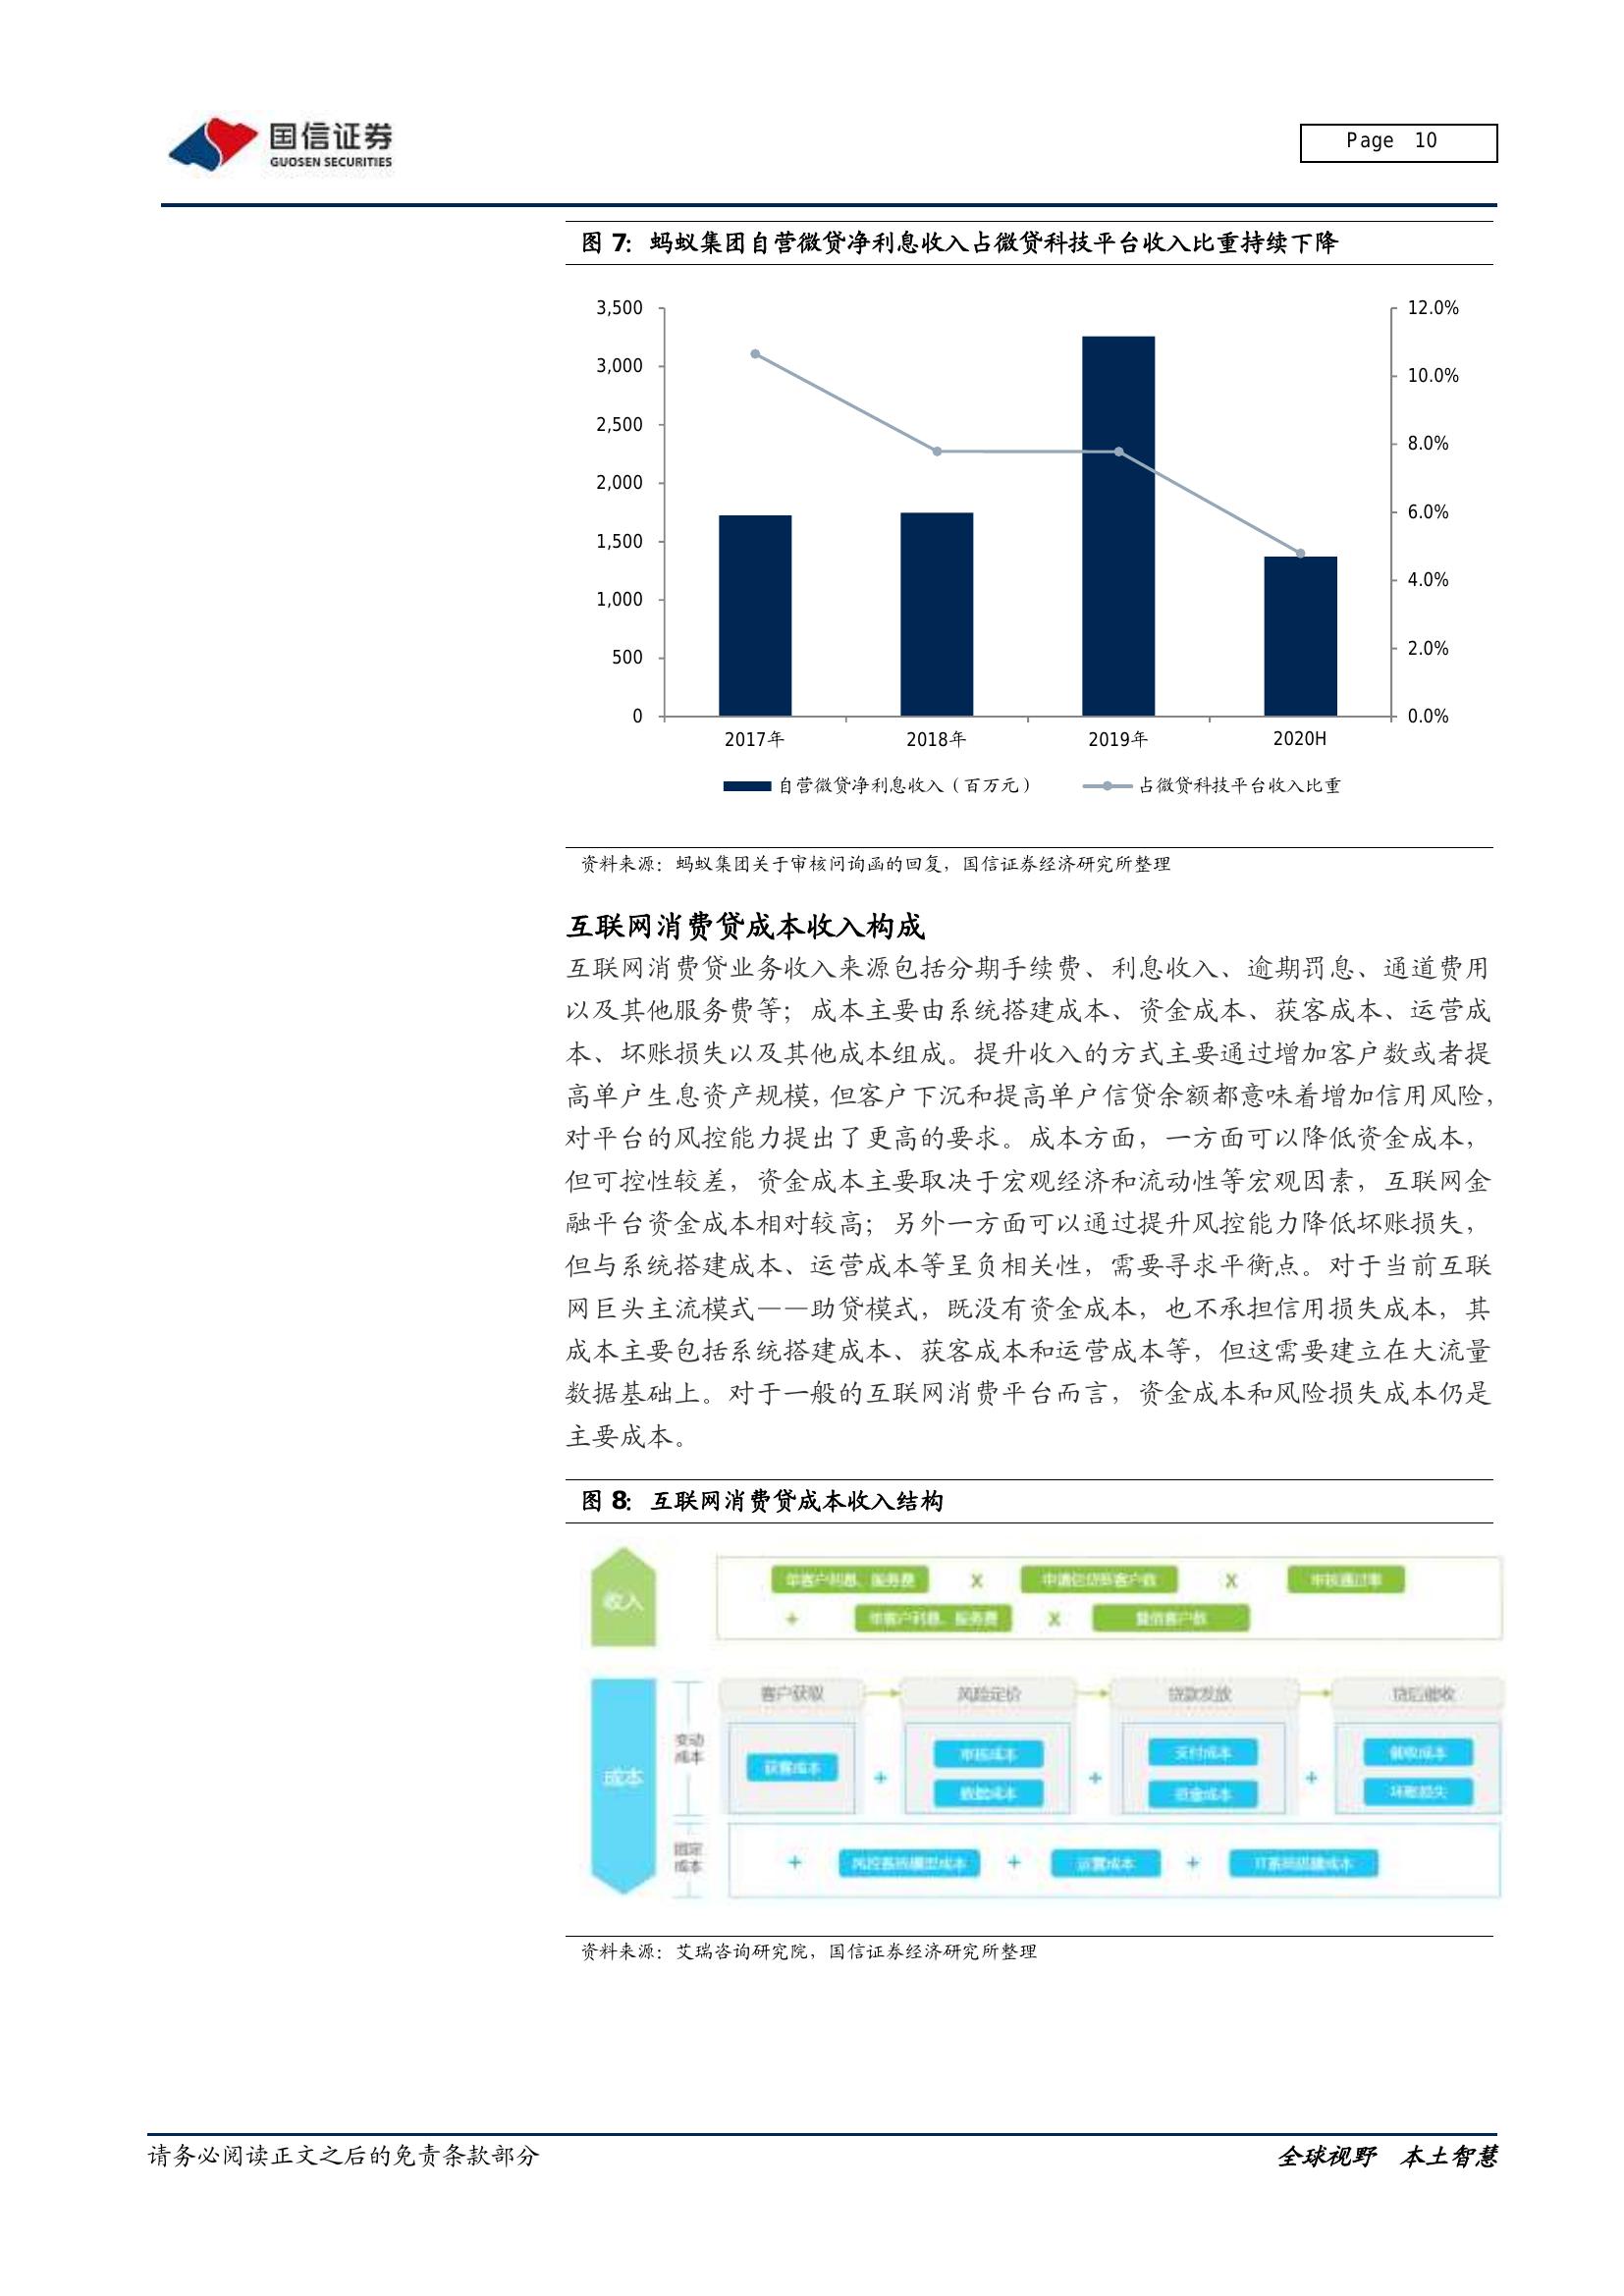 国信证券
GUOSEN SECURITIES
Page 10
图 7: 蚂蚁集团自营微贷净利息收入占微贷科技平台收入比重持续下降
3,500
3,000
2,500
2,000
1,500
1,000
500
0
12.0%
10.0%
8.0%
6.0%
4.0%
2.0%
0.0%
2017年
2018年
2019年
2020H
自营微贷净利息收入（百万元）
占微贷科技平台收入比重
资料来源：蚂蚁集团关于审核问询函的回复，国信证券经济研究所整理
互联网消费贷成本收入构成
互联网消费贷业务收入来源包括分期手续费、利息收入、逾期罚息、通道费用
以及其他服务费等；成本主要由系统搭建成本、资金成本、获客成本、运营成
本、坏账损失以及其他成本组成。提升收入的方式主要通过增加客户数或者提
高单户生息资产规模，但客户下沉和提高单户信贷余额都意味着增加信用风险，
对平台的风控能力提出了更高的要求。成本方面，一方面可以降低资金成本，
但可控性较差，资金成本主要取决于宏观经济和流动性等宏观因素，互联网金
融平台资金成本相对较高；另外一方面可以通过提升风控能力降低坏账损失，
但与系统搭建成本、运营成本等呈负相关性，需要寻求平衡点。对于当前互联
网巨头主流模式——助贷模式，既没有资金成本，也不承担信用损失成本，其
成本主要包括系统搭建成本、获客成本和运营成本等，但这需要建立在大流量
数据基础上。对于一般的互联网消费平台而言，资金成本和风险损失成本仍是
主要成本。
图 8: 互联网消费贷成本收入结构
收入
单客户利息、服务费 X 申请信贷新客户数 X 审核通过率
+ 单客户利息、服务费 X 复借客户数
成本
变动
成本
客户获取
风险定价
贷款发放
贷后催收
获客成本
+
审核成本
数据成本
+
支付成本
资金成本
+
催收成本
坏账损失
固定
成本
+ 风控系统模型成本 + 运营成本 + IT系统搭建成本
资料来源：艾瑞咨询研究院，国信证券经济研究所整理
请务必阅读正文之后的免责条款部分
全球视野 本土智慧